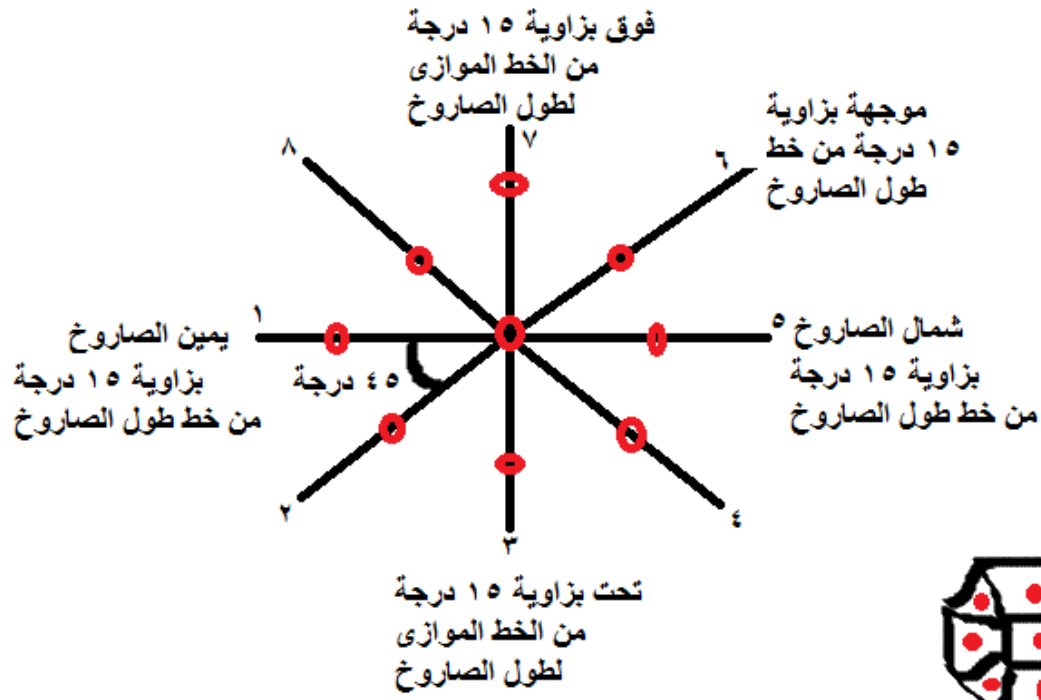 فوق بزاوية ١٥ درجة
من الخط الموازى
لطول الصاروخ
٧
موجهة بزاوية
١٥ درجة من خط
طول الصاروخ
٦
٨
١
يمين الصاروخ
بزاوية ١٥ درجة
من خط طول الصاروخ
٤٥ درجة
٥
شمال الصاروخ
بزاوية ١٥ درجة
من خط طول الصاروخ
٢
٣
٤
تحت بزاوية ١٥ درجة
من الخط الموازى
لطول الصاروخ